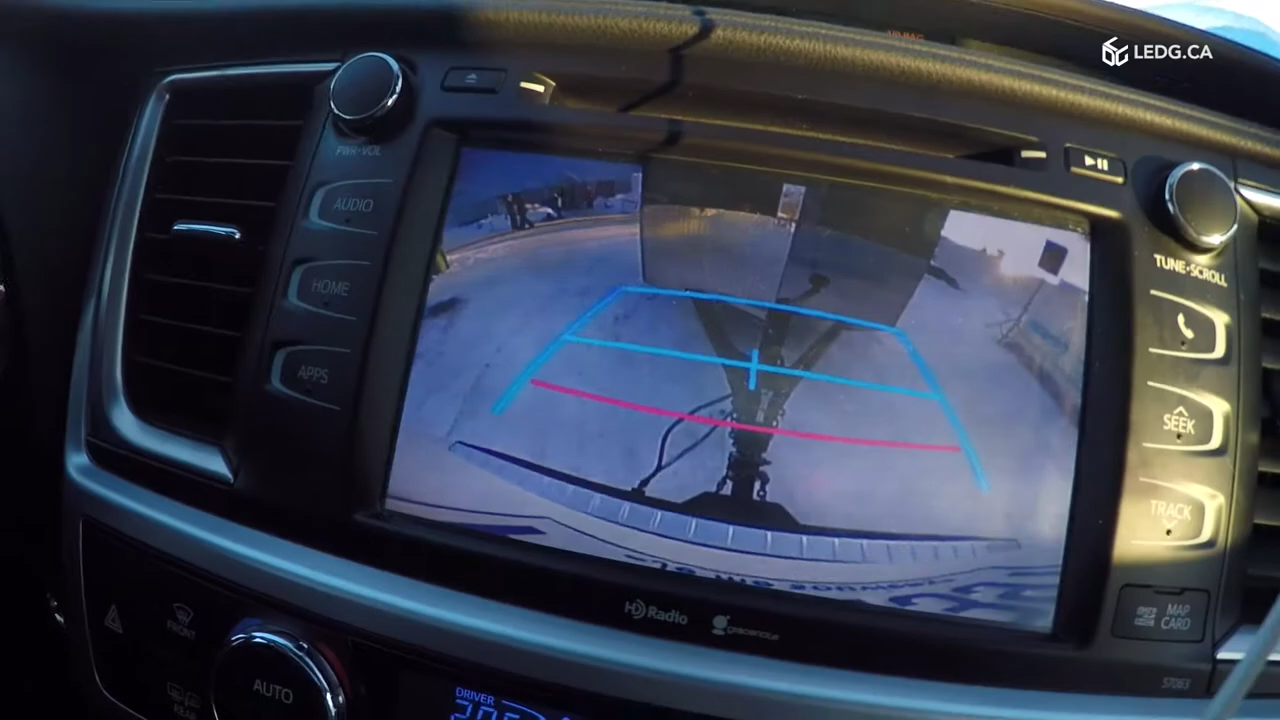 LEDG.CA
PWR•VOL
AUDIO
HOME
APPS
TUNE•SCROLL
SEEK
TRACK
MAP
CARD
57063
HD Radio
gracenote
FRONT
AUTO
REAR
DRIVER